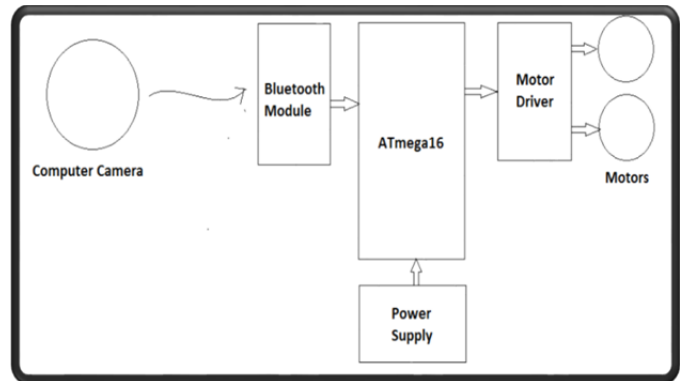 Computer Camera
Bluetooth
Module
ATmega16
Motor
Driver
Motors
Power
Supply